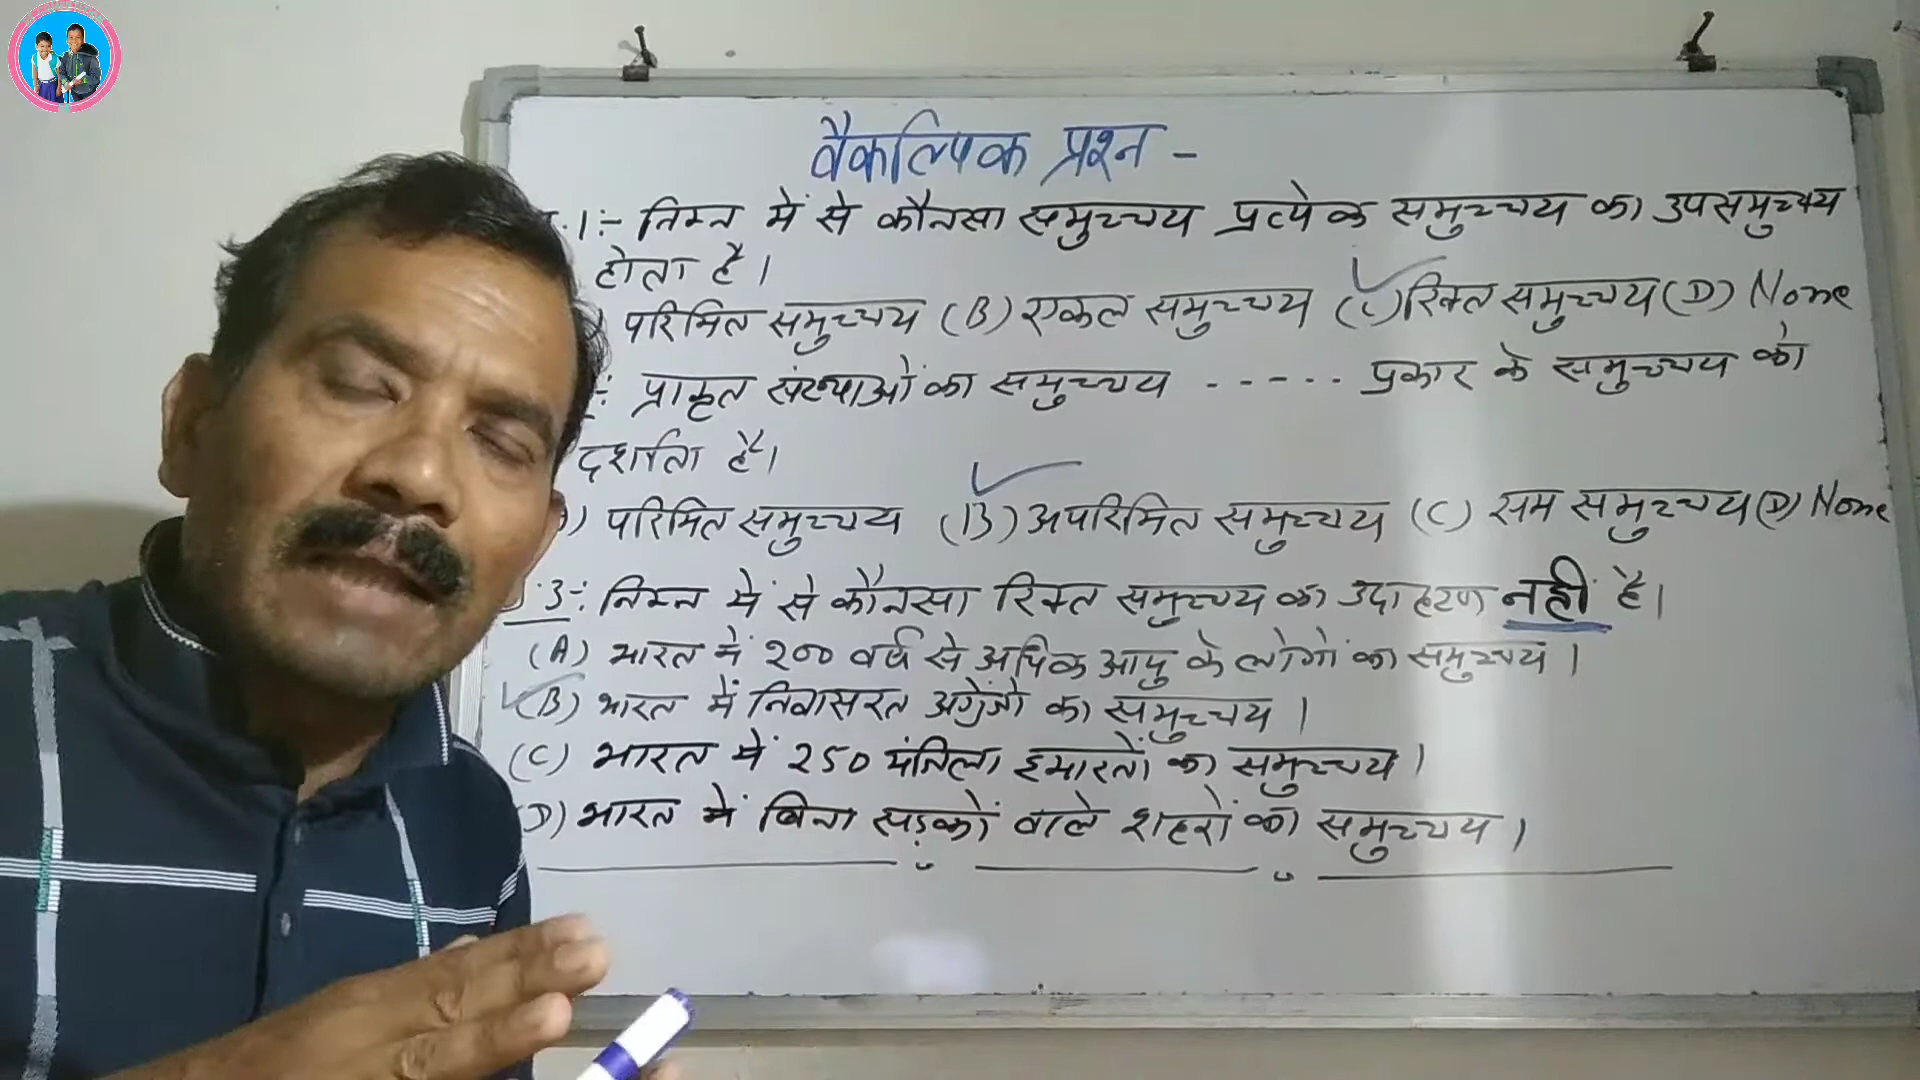 वैकल्पिक प्रश्न -
.1:- निम्न में से कौनसा समुच्चय प्रत्येक समुच्चय का उपसमुच्चय
होता है।
) परिमित समुच्चय (B) एकल समुच्चय (C) रिक्त समुच्चय (D) None
: प्राकृत संख्याओं का समुच्चय ----- प्रकार के समुच्चय को
दर्शाता है।
) परिमित समुच्चय (B) अपरिमित समुच्चय (C) सम समुच्चय (D) None
3: निम्न में से कौनसा रिक्त समुच्चय का उदाहरण नहीं है।
(A) भारत में 200 वर्ष से अधिक आयु के लोगों का समुच्चय।
(B) भारत में निवासरत अंग्रेजों का समुच्चय।
(C) भारत में 250 मंजिला इमारतों का समुच्चय।
(D) भारत में बिना सड़कों वाले शहरों का समुच्चय।